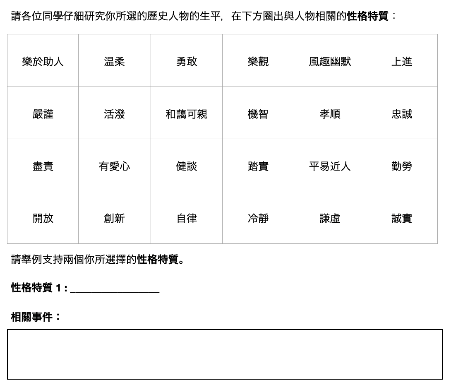 請各位同學仔細研究你所選的歷史人物的生平，在下方圈出與人物相關的性格特質：
樂於助人 溫柔 勇敢 樂觀 風趣幽默 上進
嚴謹 活潑 和藹可親 機智 孝順 忠誠
盡責 有愛心 健談 踏實 平易近人 勤勞
開放 創新 自律 冷靜 謙虛 誠實
請舉例支持兩個你所選擇的性格特質。
性格特質 1 : ________________
相關事件：